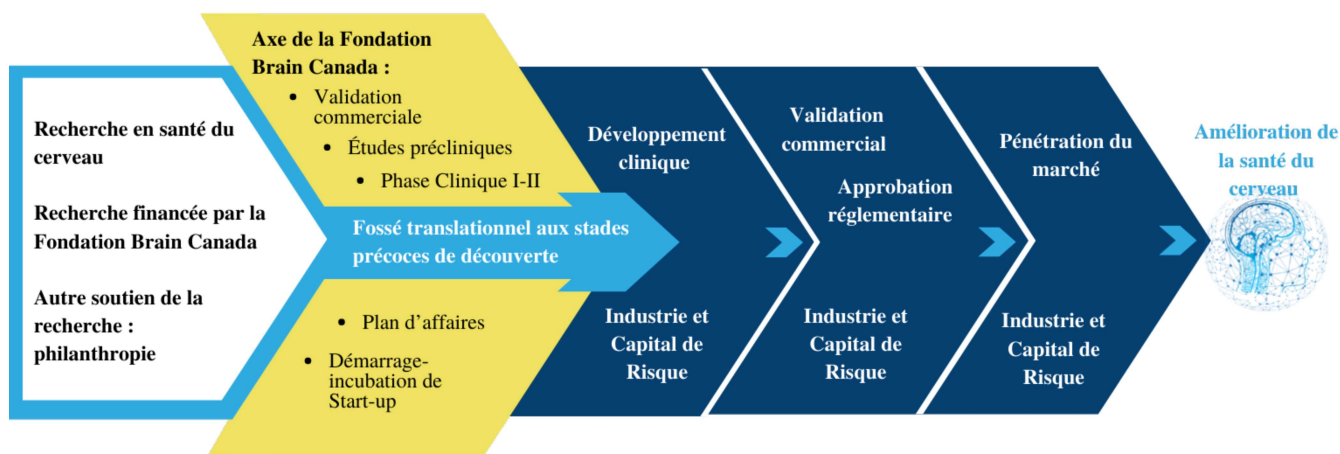 Recherche en santé du
cerveau
Recherche financée par la
Fondation Brain Canada
Autre soutien de la
recherche :
philanthropie
Axe de la Fondation
Brain Canada :
• Validation
commerciale
• Études précliniques
• Phase Clinique I-II
Fossé translationnel aux stades
précoces de découverte
• Plan d’affaires
• Démarrage-
incubation de
Start-up
Développement
clinique
Industrie et
Capital de
Risque
Validation
commercial
Approbation
réglementaire
Industrie et
Capital de
Risque
Pénétration du
marché
Industrie et
Capital de
Risque
Amélioration de
la santé du
cerveau